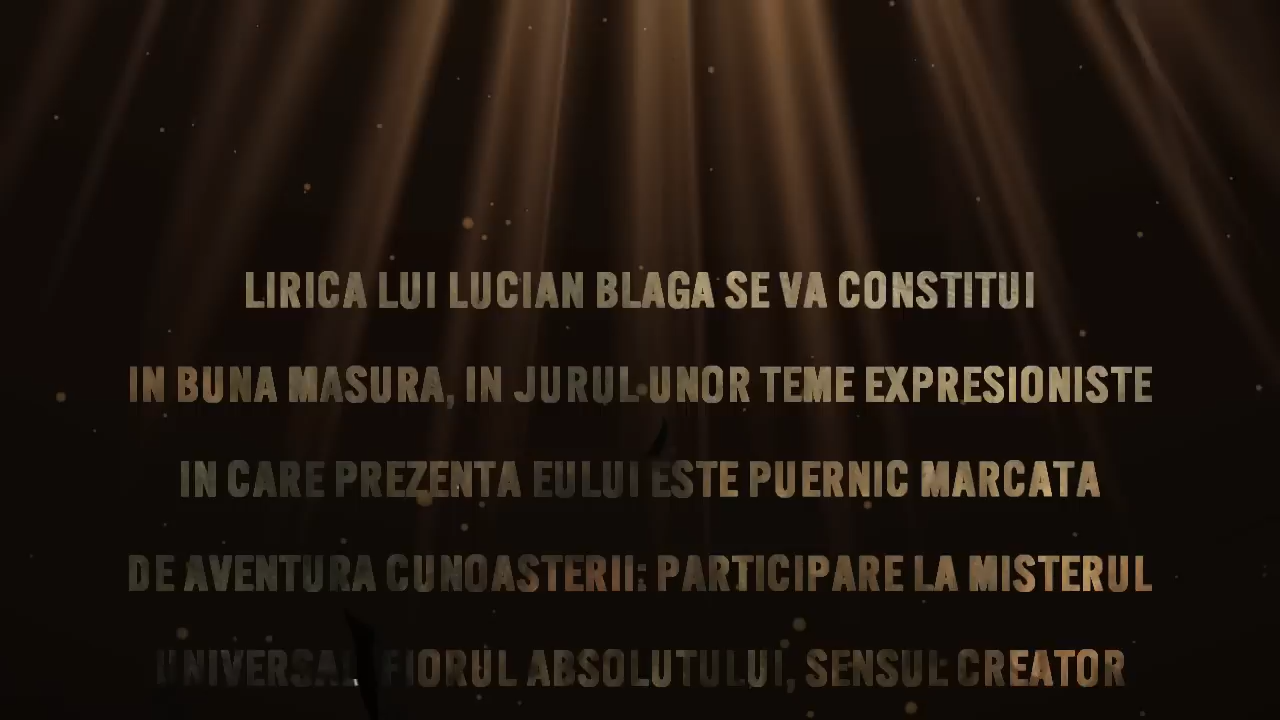 LIRICA LUI LUCIAN BLAGA SE VA CONSTITUI
IN BUNA MASURA, IN JURUL UNOR TEME EXPRESIONISTE
IN CARE PREZENTA EULUI ESTE PUERNIC MARCATA
DE AVENTURA CUNOASTERII: PARTICIPARE LA MISTERUL
UNIVERSAL FIORUL ABSOLUTULUI, SENSUL CREATOR